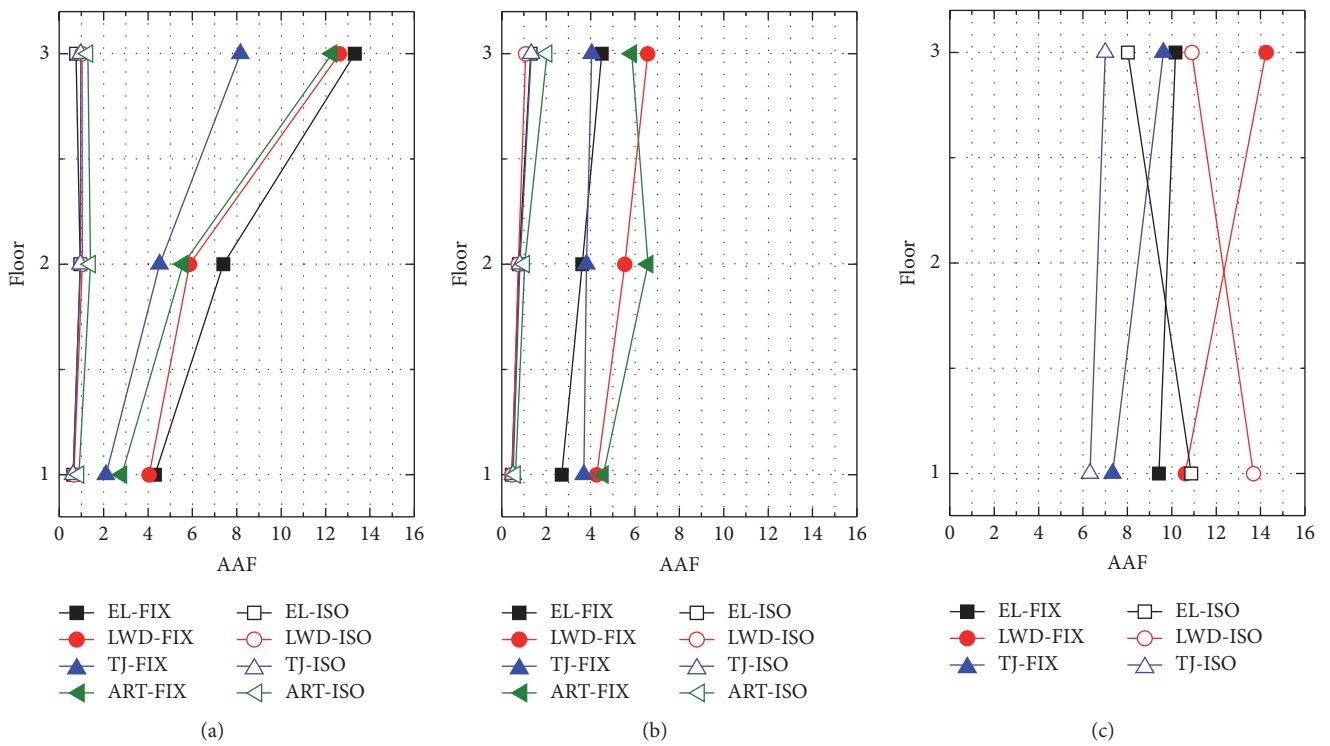 3
2
1
Floor
0 2 4 6 8 10 12 14 16
AAF
EL-FIX EL-ISO
LWD-FIX LWD-ISO
TJ-FIX TJ-ISO
ART-FIX ART-ISO
(a)
3
2
1
Floor
0 2 4 6 8 10 12 14 16
AAF
EL-FIX EL-ISO
LWD-FIX LWD-ISO
TJ-FIX TJ-ISO
ART-FIX ART-ISO
(b)
3
2
1
Floor
0 2 4 6 8 10 12 14 16
AAF
EL-FIX EL-ISO
LWD-FIX LWD-ISO
TJ-FIX TJ-ISO
(c)